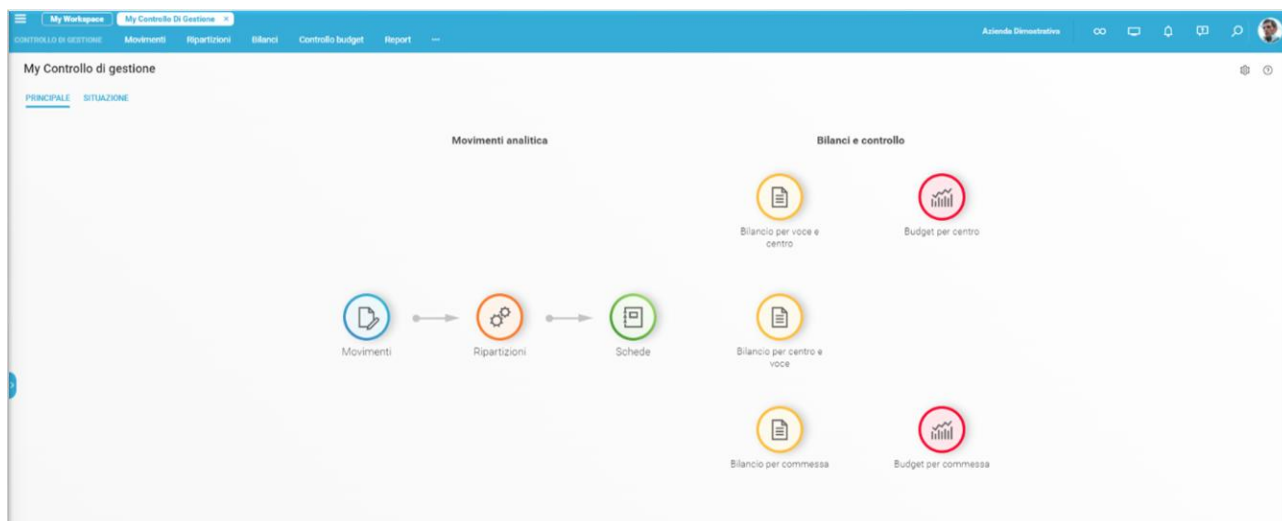 My Workspace
My Controllo Di Gestione ×
CONTROLLO DI GESTIONE Movimenti Ripartizioni Bilanci Controllo budget Report ···
Azienda Dimostrativa
My Controllo di gestione
PRINCIPALE SITUAZIONE
Movimenti analitica
Bilanci e controllo
Bilancio per voce e
centro
Budget per centro
Movimenti
Ripartizioni
Schede
Bilancio per centro e
voce
Bilancio per commessa
Budget per commessa